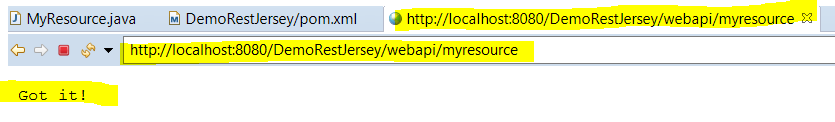 MyResource.java DemoRestJersey/pom.xml http://localhost:8080/DemoRestJersey/webapi/myresource
http://localhost:8080/DemoRestJersey/webapi/myresource
Got it!